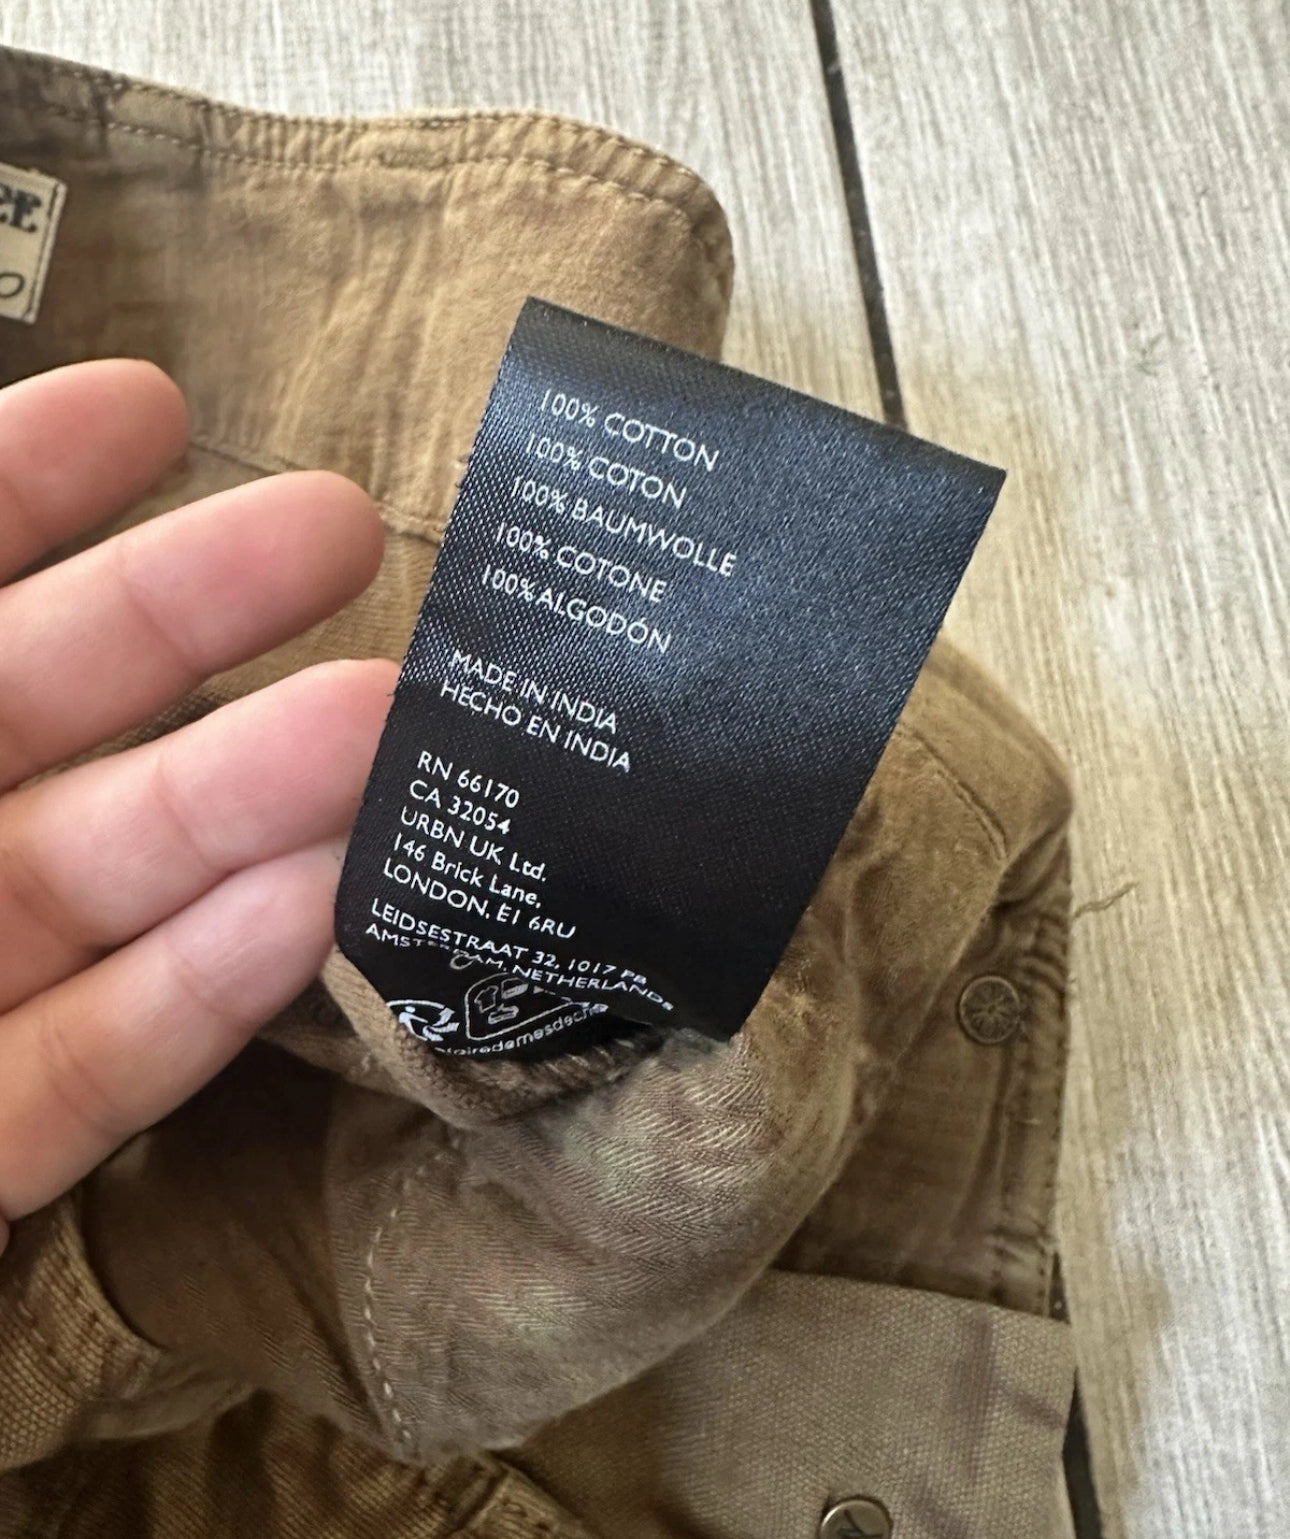 100% COTTON
100% COTON
100% BAUMWOLLE
100% COTONE
100% ALGODÓN
MADE IN INDIA
HECHO EN INDIA
RN 66170
CA 32054
URBN UK Ltd.
146 Brick Lane,
LONDON, E1 6RU
LEIDSESTRAAT 32, 1017 PB
AMSTERDAM, NETHERLANDS